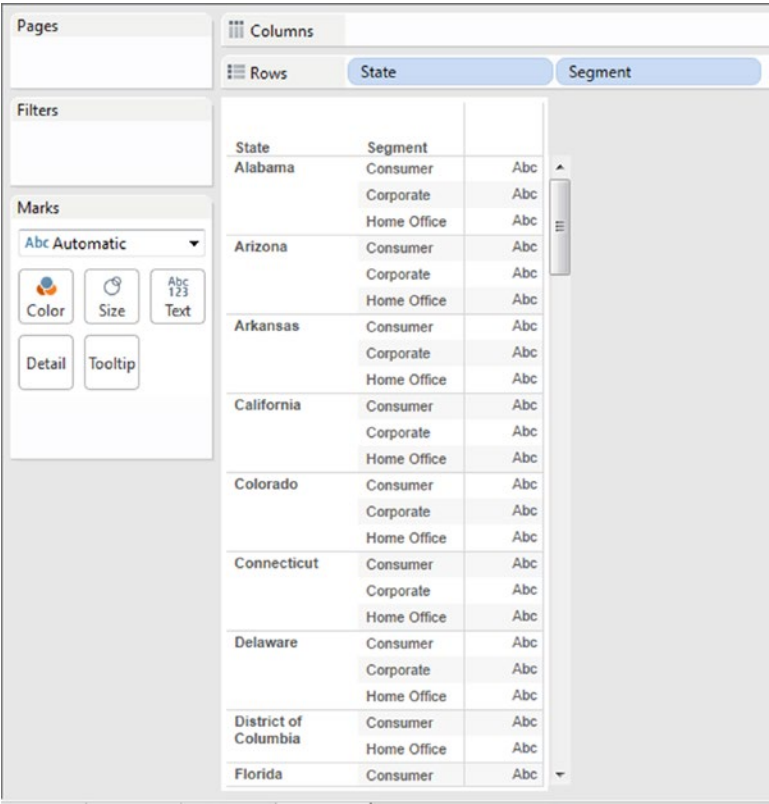 Pages
Columns
Rows State Segment
Filters
Marks
Abc Automatic
Color Size Abc 123 Text
Detail Tooltip
State Segment
Alabama Consumer Abc
Corporate Abc
Home Office Abc
Arizona Consumer Abc
Corporate Abc
Home Office Abc
Arkansas Consumer Abc
Corporate Abc
Home Office Abc
California Consumer Abc
Corporate Abc
Home Office Abc
Colorado Consumer Abc
Corporate Abc
Home Office Abc
Connecticut Consumer Abc
Corporate Abc
Home Office Abc
Delaware Consumer Abc
Corporate Abc
Home Office Abc
District of Columbia Consumer Abc
Home Office Abc
Florida Consumer Abc